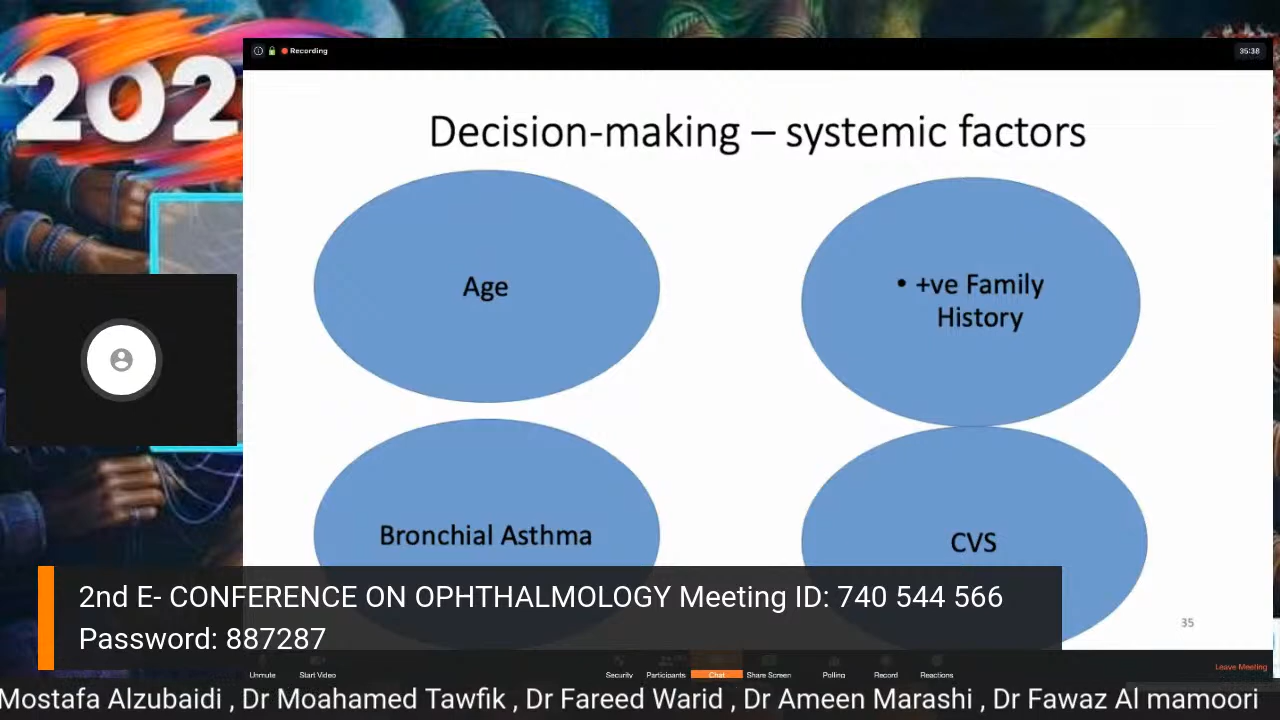 202
Recording
35:38
Decision-making – systemic factors
Age
• +ve Family
History
Bronchial Asthma
CVS
2nd E- CONFERENCE ON OPHTHALMOLOGY Meeting ID: 740 544 566
Password: 887287
35
Unmute
Start Video
Security
Participants
Chat
Share Screen
Polling
Record
Reactions
Leave Meeting
Mostafa Alzubaidi , Dr Moahamed Tawfik , Dr Fareed Warid , Dr Ameen Marashi , Dr Fawaz Al mamoori